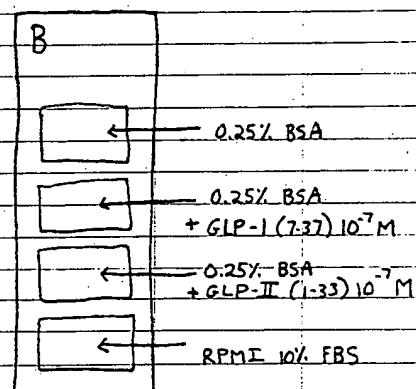 B
0.25% BSA
0.25% BSA
+ GLP-I (7-37) 10⁻⁷ M
0.25% BSA
+ GLP-II (1-33) 10⁻⁷ M
RPMI 10% FBS